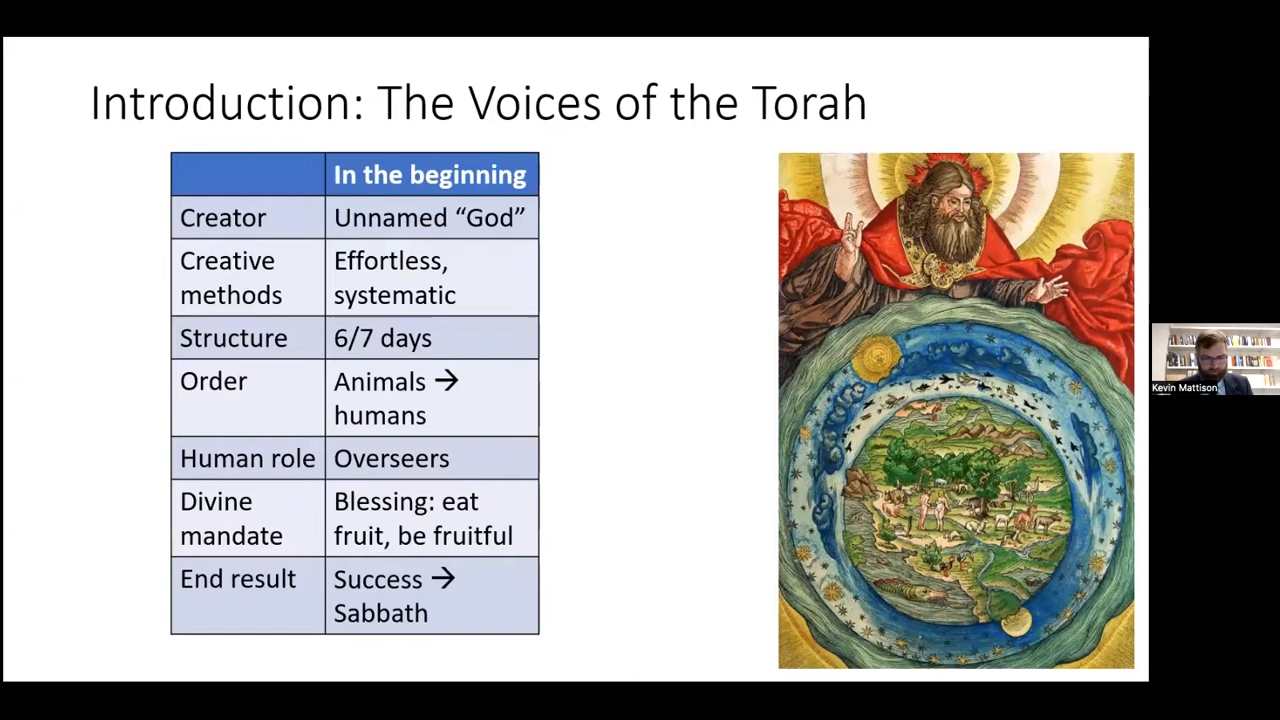 Introduction: The Voices of the Torah
In the beginning
Creator
Unnamed “God”
Creative
methods
Effortless,
systematic
Structure
6/7 days
Order
Animals →
humans
Human role
Overseers
Divine
mandate
Blessing: eat
fruit, be fruitful
End result
Success →
Sabbath
Kevin Mattison